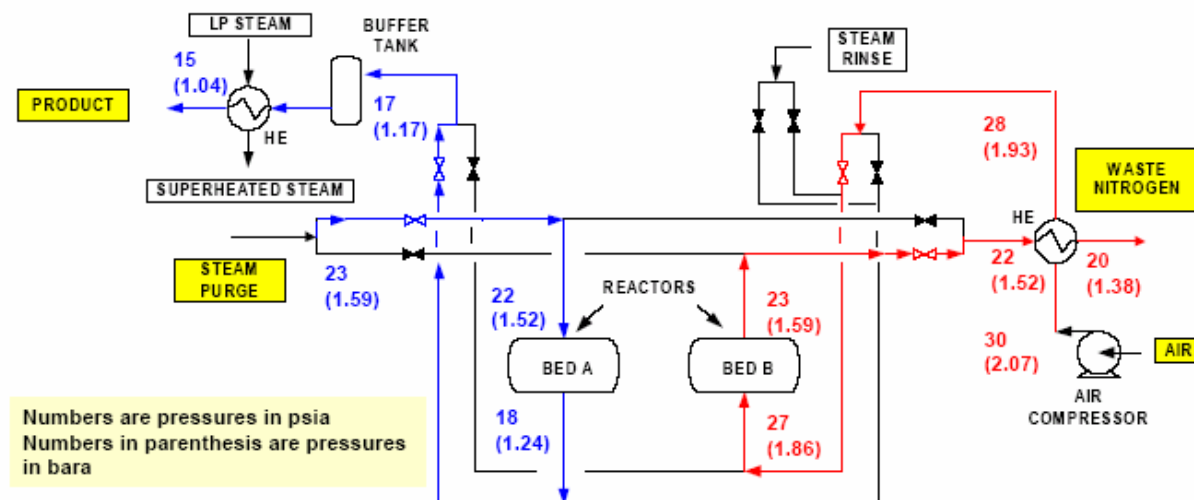 LP STEAM
BUFFER
TANK
STEAM
RINSE
15
(1.04)
PRODUCT
17
(1.17)
HE
28
(1.93)
WASTE
NITROGEN
SUPERHEATED STEAM
HE
STEAM
PURGE
23
(1.59)
22
(1.52)
20
(1.38)
22
(1.52)
REACTORS
23
(1.59)
30
(2.07)
AIR
BED A
BED B
AIR
COMPRESSOR
Numbers are pressures in psia
Numbers in parenthesis are pressures
in bara
18
(1.24)
27
(1.86)